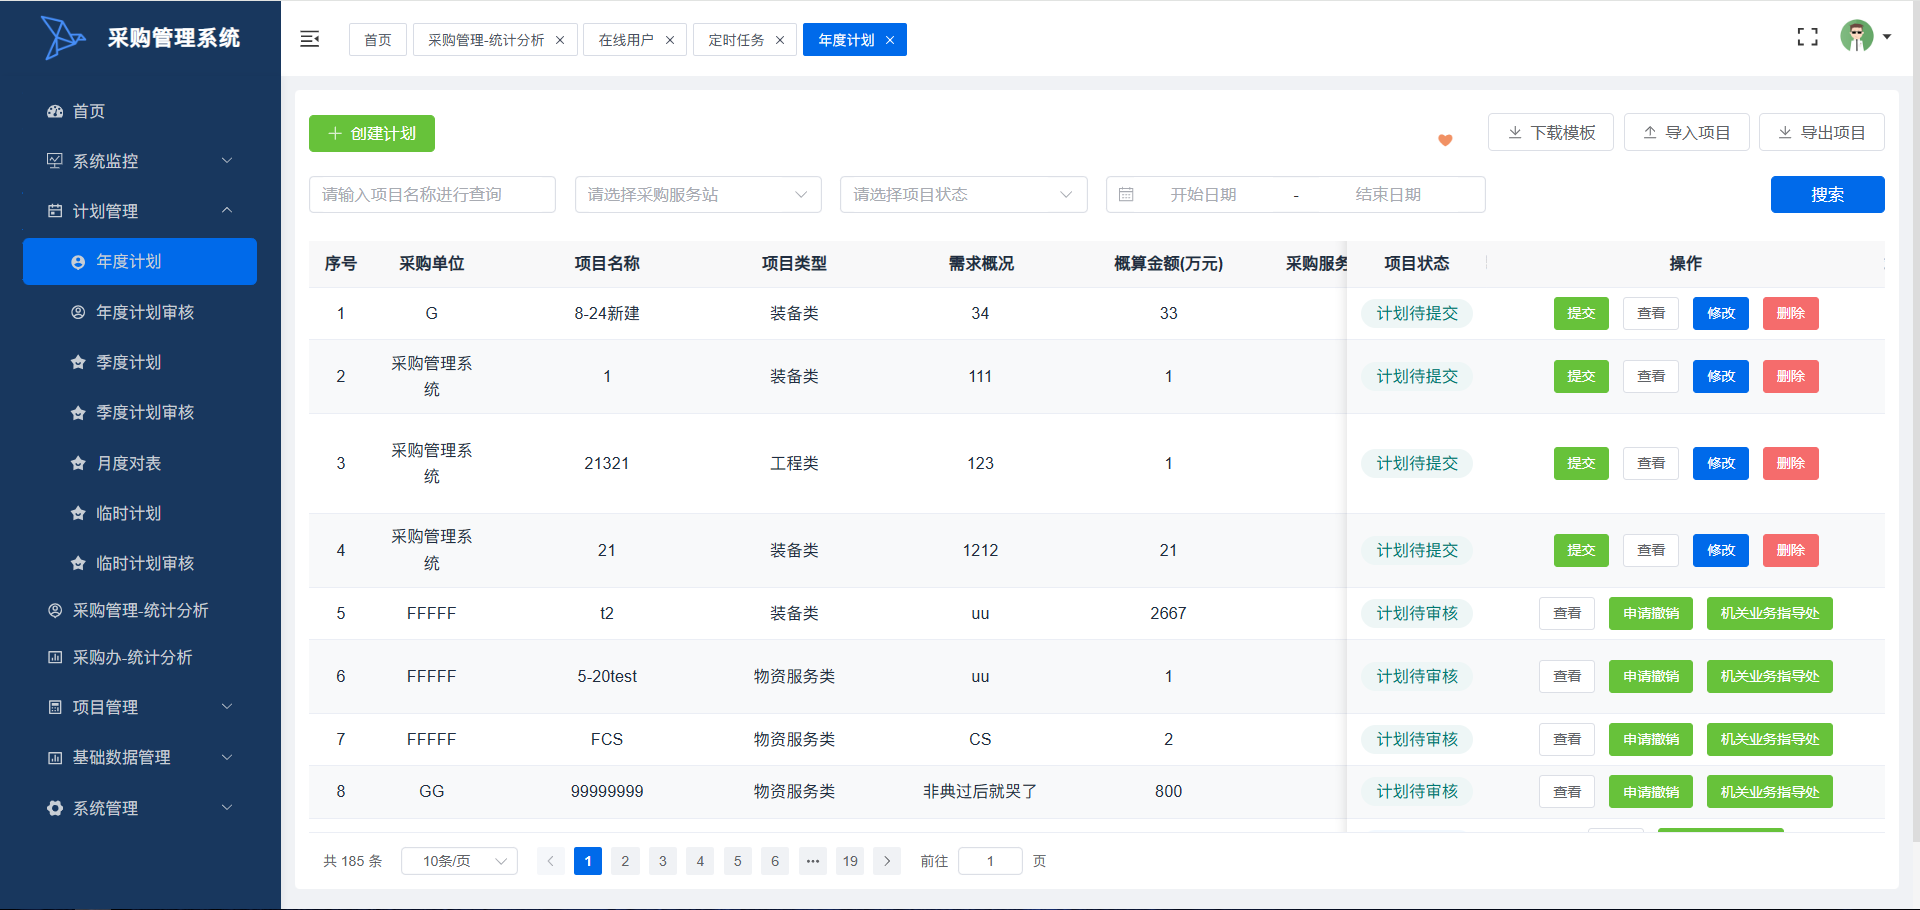 采购管理系统
首页
采购管理-统计分析
在线用户
定时任务
年度计划
首页
系统监控
计划管理
年度计划
年度计划审核
季度计划
季度计划审核
月度对表
临时计划
临时计划审核
采购管理-统计分析
采购办-统计分析
项目管理
基础数据管理
系统管理
创建计划
下载模板
导入项目
导出项目
请输入项目名称进行查询
请选择采购服务站
请选择项目状态
开始日期 - 结束日期
搜索
序号 采购单位 项目名称 项目类型 需求概况 概算金额(万元) 采购服务 项目状态 操作
1 G 8-24新建 装备类 34 33 计划待提交 提交 查看 修改 删除
2 采购管理系
统 1 装备类 111 1 计划待提交 提交 查看 修改 删除
3 采购管理系
统 21321 工程类 123 1 计划待提交 提交 查看 修改 删除
4 采购管理系
统 21 装备类 1212 21 计划待提交 提交 查看 修改 删除
5 FFFFF t2 装备类 uu 2667 计划待审核 查看 申请撤销 机关业务指导处
6 FFFFF 5-20test 物资服务类 uu 1 计划待审核 查看 申请撤销 机关业务指导处
7 FFFFF FCS 物资服务类 CS 2 计划待审核 查看 申请撤销 机关业务指导处
8 GG 99999999 物资服务类 非典过后就哭了 800 计划待审核 查看 申请撤销 机关业务指导处
共 185 条 10条/页 1 2 3 4 5 6 ••• 19 前往 1 页